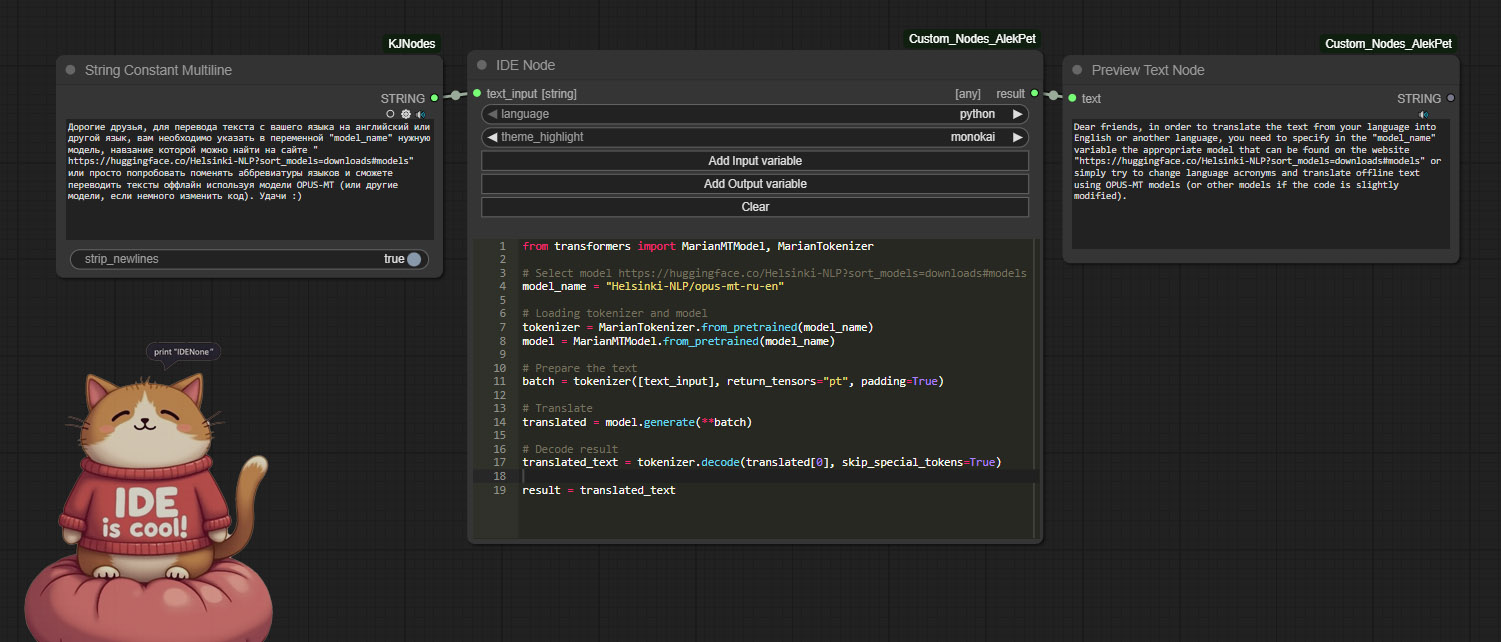 KJNodes
String Constant Multiline
STRING
Дорогие друзья, для перевода текста с вашего языка на английский или
другой язык, вам необходимо указать в переменной "model_name" нужную
модель, навзание которой можно найти на сайте "
https://huggingface.co/Helsinki-NLP?sort_models=downloads#models"
или просто попробовать поменять аббревиатуры языков и сможете
переводить тексты оффлайн используя модели OPUS-MT (или другие
модели, если немного изменить код). Удачи :)
strip_newlines true
Custom_Nodes_AlekPet
IDE Node
text_input [string] [any] result
language python
theme_highlight monokai
Add Input variable
Add Output variable
Clear
1 from transformers import MarianMTModel, MarianTokenizer
2
3 # Select model https://huggingface.co/Helsinki-NLP?sort_models=downloads#models
4 model_name = "Helsinki-NLP/opus-mt-ru-en"
5
6 # Loading tokenizer and model
7 tokenizer = MarianTokenizer.from_pretrained(model_name)
8 model = MarianMTModel.from_pretrained(model_name)
9
10 # Prepare the text
11 batch = tokenizer([text_input], return_tensors="pt", padding=True)
12
13 # Translate
14 translated = model.generate(**batch)
15
16 # Decode result
17 translated_text = tokenizer.decode(translated[0], skip_special_tokens=True)
18
19 result = translated_text
Custom_Nodes_AlekPet
Preview Text Node
text STRING
Dear friends, in order to translate the text from your language into
English or another language, you need to specify in the "model_name"
variable the appropriate model that can be found on the website
"https://huggingface.co/Helsinki-NLP?sort_models=downloads#models" or
simply try to change language acronyms and translate offline text
using OPUS-MT models (or other models if the code is slightly
modified).
print "IDENone"
IDE
is cool!